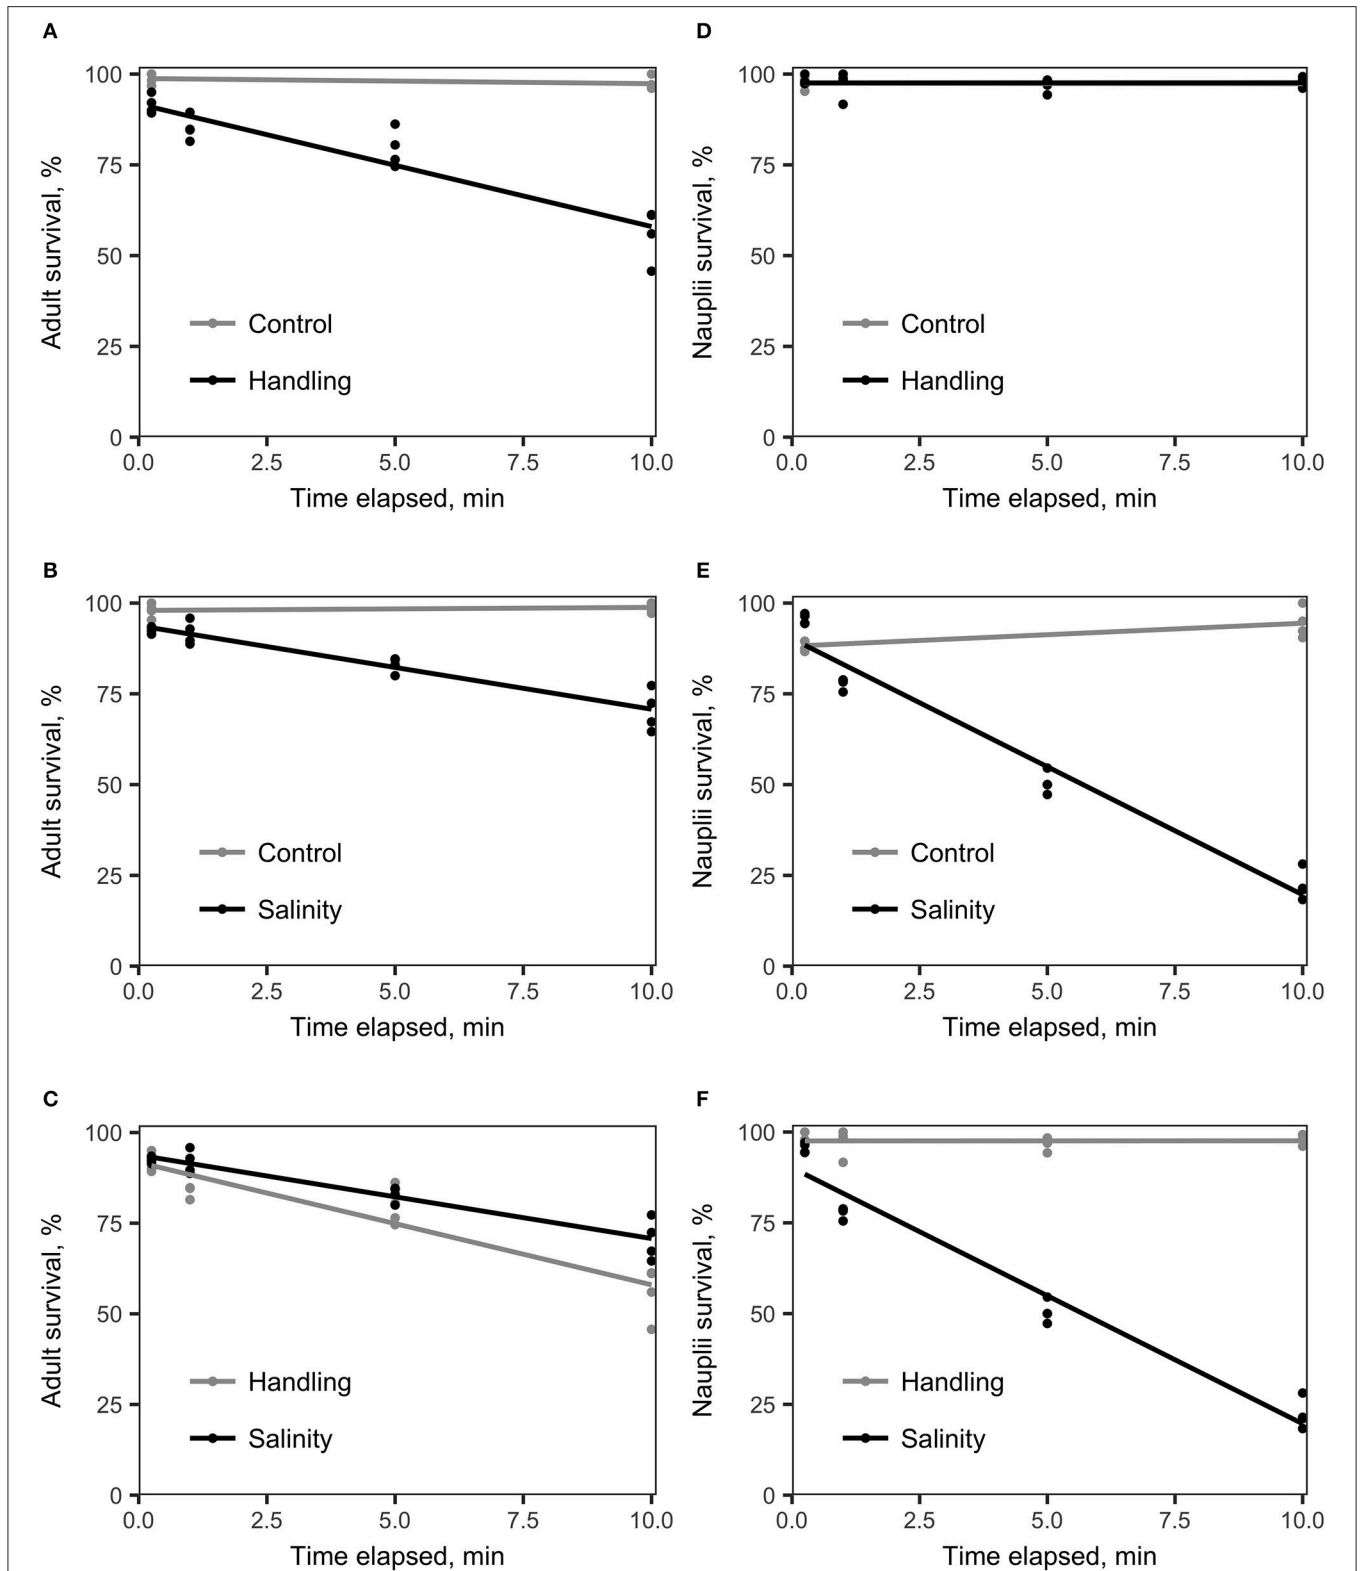 A
Adult survival, %
100
75
50
25
0
Control
Handling
0.0 2.5 5.0 7.5 10.0
Time elapsed, min
D
Nauplii survival, %
100
75
50
25
0
Control
Handling
0.0 2.5 5.0 7.5 10.0
Time elapsed, min
B
Adult survival, %
100
75
50
25
0
Control
Salinity
0.0 2.5 5.0 7.5 10.0
Time elapsed, min
E
Nauplii survival, %
100
75
50
25
0
Control
Salinity
0.0 2.5 5.0 7.5 10.0
Time elapsed, min
C
Adult survival, %
100
75
50
25
0
Handling
Salinity
0.0 2.5 5.0 7.5 10.0
Time elapsed, min
F
Nauplii survival, %
100
75
50
25
0
Handling
Salinity
0.0 2.5 5.0 7.5 10.0
Time elapsed, min